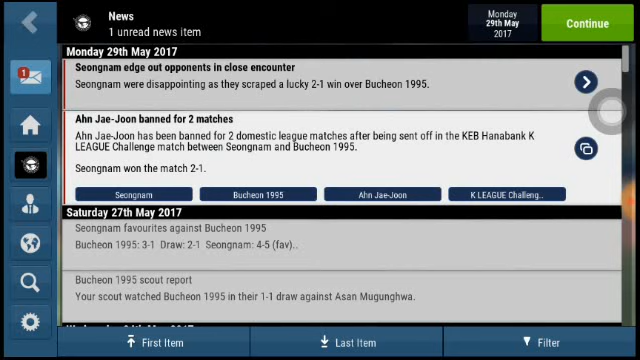 News
1 unread news item
Monday
29th May
2017
Continue
1
Monday 29th May 2017
Seongnam edge out opponents in close encounter
Seongnam were disappointing as they scraped a lucky 2-1 win over Bucheon 1995.
Ahn Jae-Joon banned for 2 matches
Ahn Jae-Joon has been banned for 2 domestic league matches after being sent off in the KEB Hanabank K
LEAGUE Challenge match between Seongnam and Bucheon 1995.
Seongnam won the match 2-1.
Seongnam
Bucheon 1995
Ahn Jae-Joon
K LEAGUE Challeng..
Saturday 27th May 2017
Seongnam favourites against Bucheon 1995
Bucheon 1995: 3-1 Draw: 2-1 Seongnam: 4-5 (fav)..
Bucheon 1995 scout report
Your scout watched Bucheon 1995 in their 1-1 draw against Asan Mugunghwa.
First Item
Last Item
Filter